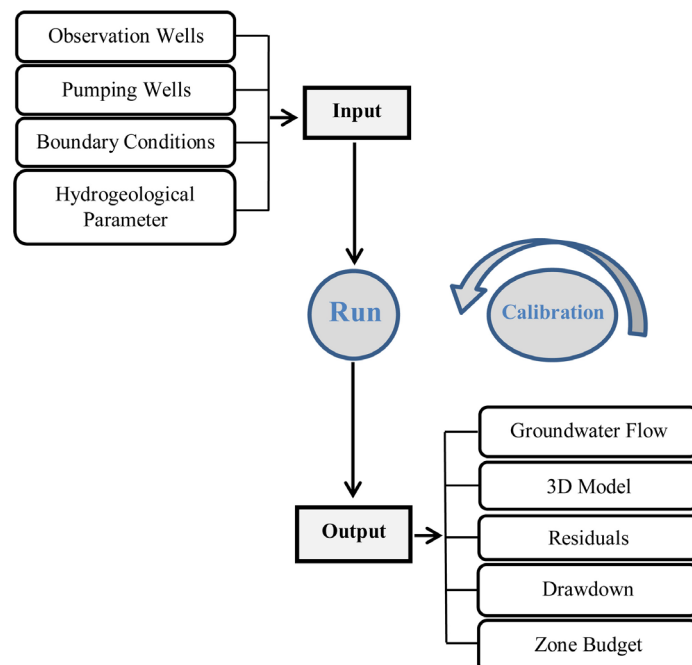 Observation Wells
Pumping Wells
Boundary Conditions
Hydrogeological
Parameter
Input
Run
Calibration
Output
Groundwater Flow
3D Model
Residuals
Drawdown
Zone Budget